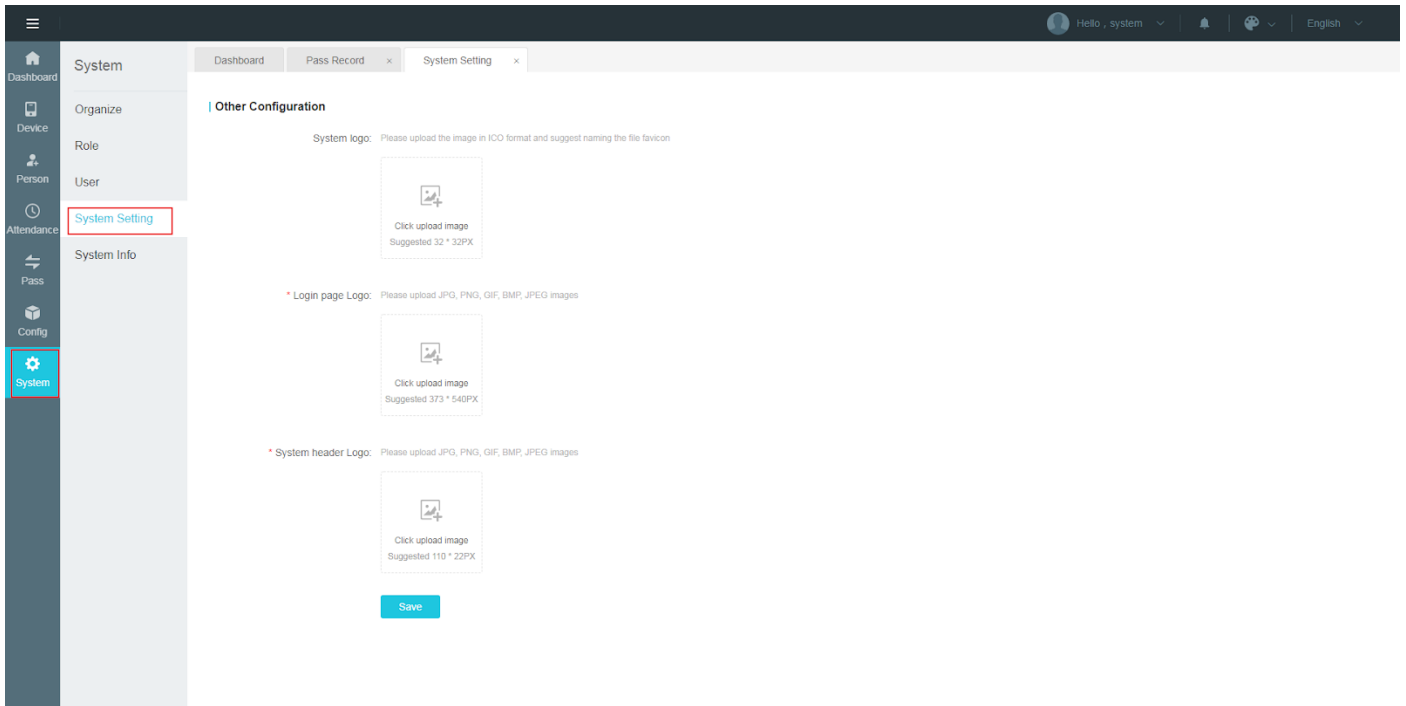 Hello , system
English
Dashboard
Device
Person
Attendance
Pass
Config
System
System
Organize
Role
User
System Setting
System Info
Dashboard
Pass Record ×
System Setting ×
Other Configuration
System logo: Please upload the image in ICO format and suggest naming the file favicon
Click upload image
Suggested 32 * 32PX
* Login page Logo: Please upload JPG, PNG, GIF, BMP, JPEG images
Click upload image
Suggested 373 * 540PX
* System header Logo: Please upload JPG, PNG, GIF, BMP, JPEG images
Click upload image
Suggested 110 * 22PX
Save